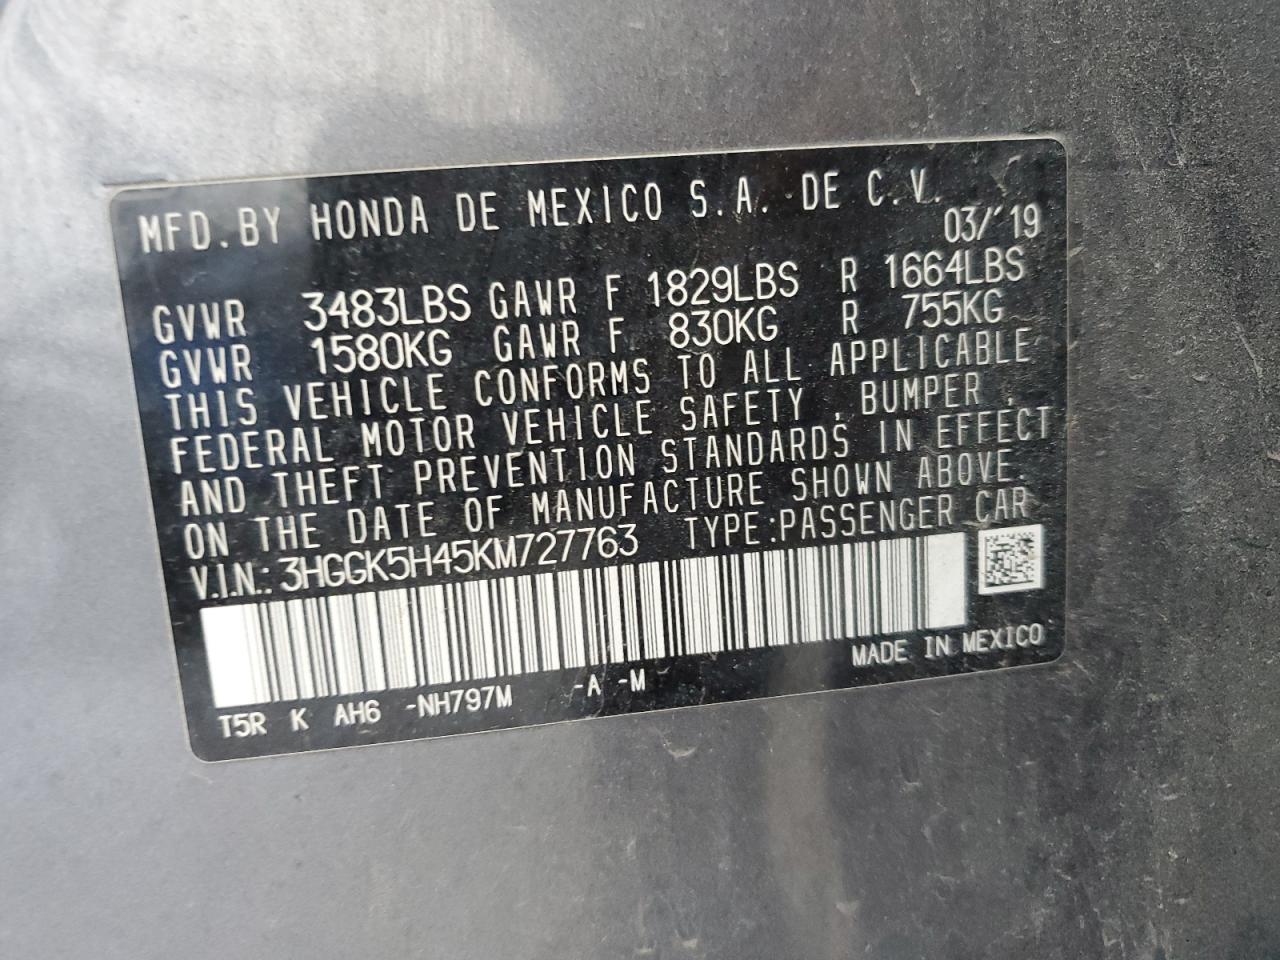 MFD. BY HONDA DE MEXICO S.A. DE C.V.
03/'19
GVWR 3483LBS GAWR F 1829LBS R 1664LBS
GVWR 1580KG GAWR F 830KG R 755KG
THIS VEHICLE CONFORMS TO ALL APPLICABLE
FEDERAL MOTOR VEHICLE SAFETY , BUMPER ,
AND THEFT PREVENTION STANDARDS IN EFFECT
ON THE DATE OF MANUFACTURE SHOWN ABOVE.
V.I.N.: 3HGGK5H45KM727763 TYPE:PASSENGER CAR
MADE IN MEXICO
T5R K AH6 -NH797M -A -M